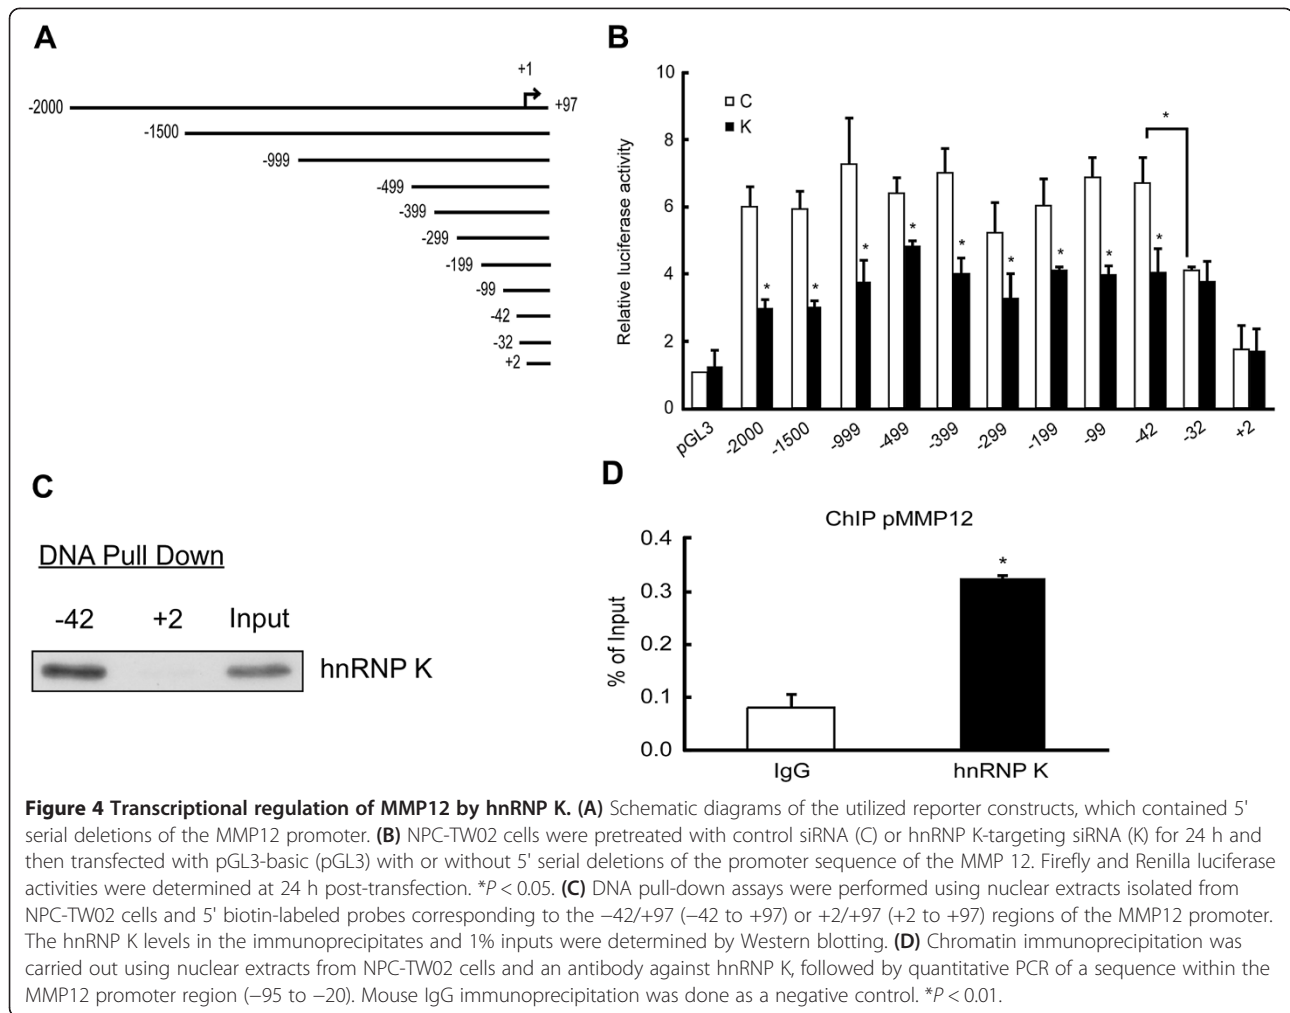 A
+1
-2000
+97
-1500
-999
-499
-399
-299
-199
-99
-42
-32
+2
B
10
8
6
4
2
0
Relative luciferase activity
C
K
*
* * * * * * * * *
pGL3 -2000 -1500 -999 -499 -399 -299 -199 -99 -42 -32 +2
C
DNA Pull Down
-42 +2 Input
hnRNP K
D
ChIP pMMP12
0.4
0.3
0.2
0.1
0.0
% of Input
*
IgG hnRNP K
Figure 4 Transcriptional regulation of MMP12 by hnRNP K. (A) Schematic diagrams of the utilized reporter constructs, which contained 5'
serial deletions of the MMP12 promoter. (B) NPC-TW02 cells were pretreated with control siRNA (C) or hnRNP K-targeting siRNA (K) for 24 h and
then transfected with pGL3-basic (pGL3) with or without 5' serial deletions of the promoter sequence of the MMP 12. Firefly and Renilla luciferase
activities were determined at 24 h post-transfection. *P < 0.05. (C) DNA pull-down assays were performed using nuclear extracts isolated from
NPC-TW02 cells and 5' biotin-labeled probes corresponding to the −42/+97 (−42 to +97) or +2/+97 (+2 to +97) regions of the MMP12 promoter.
The hnRNP K levels in the immunoprecipitates and 1% inputs were determined by Western blotting. (D) Chromatin immunoprecipitation was
carried out using nuclear extracts from NPC-TW02 cells and an antibody against hnRNP K, followed by quantitative PCR of a sequence within the
MMP12 promoter region (−95 to −20). Mouse IgG immunoprecipitation was done as a negative control. *P < 0.01.